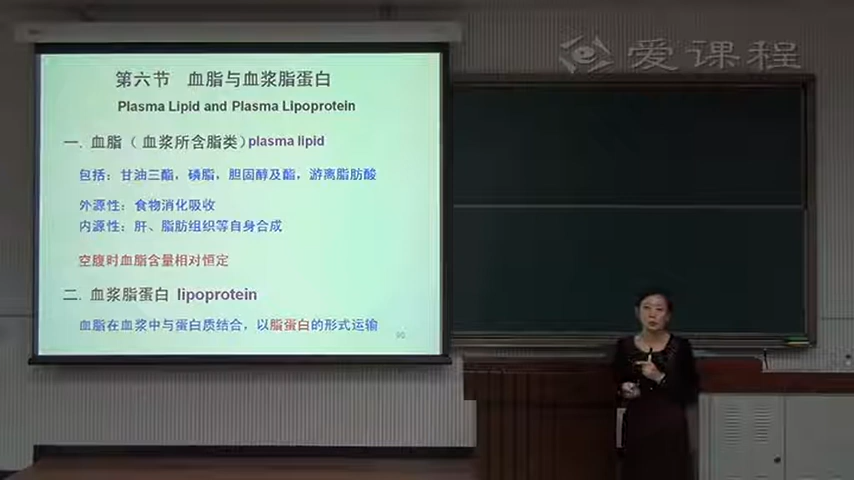 爱课程
第六节 血脂与血浆脂蛋白
Plasma Lipid and Plasma Lipoprotein
一. 血脂（血浆所含脂类）plasma lipid
包括：甘油三酯，磷脂，胆固醇及酯，游离脂肪酸
外源性：食物消化吸收
内源性：肝、脂肪组织等自身合成
空腹时血脂含量相对恒定
二. 血浆脂蛋白 lipoprotein
血脂在血浆中与蛋白质结合，以脂蛋白的形式运输